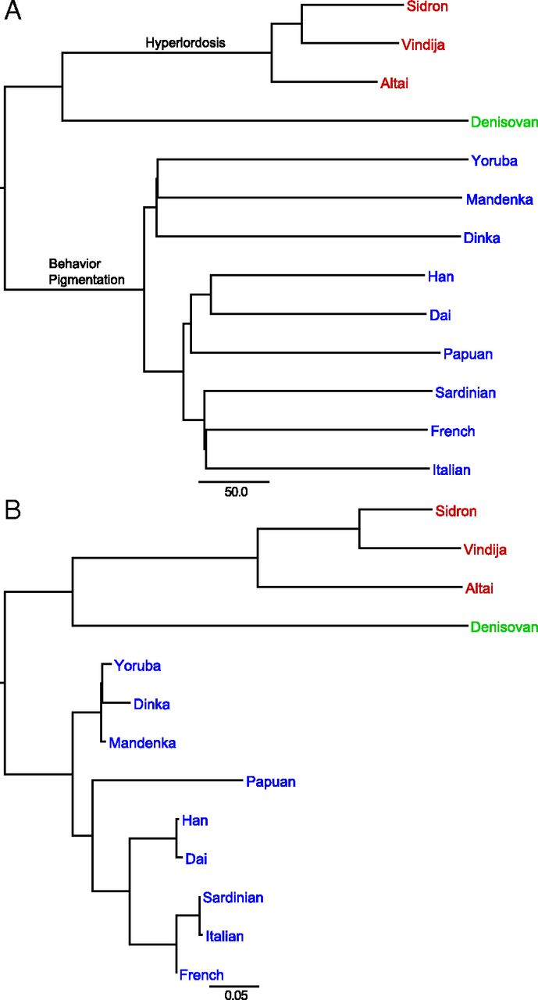 A
Sidron
Hyperlordosis
Vindija
Altai
Denisovan
Yoruba
Mandenka
Dinka
Behavior
Pigmentation
Han
Dai
Papuan
Sardinian
French
Italian
50.0
B
Sidron
Vindija
Altai
Denisovan
Yoruba
Dinka
Mandenka
Papuan
Han
Dai
Sardinian
Italian
French
0.05